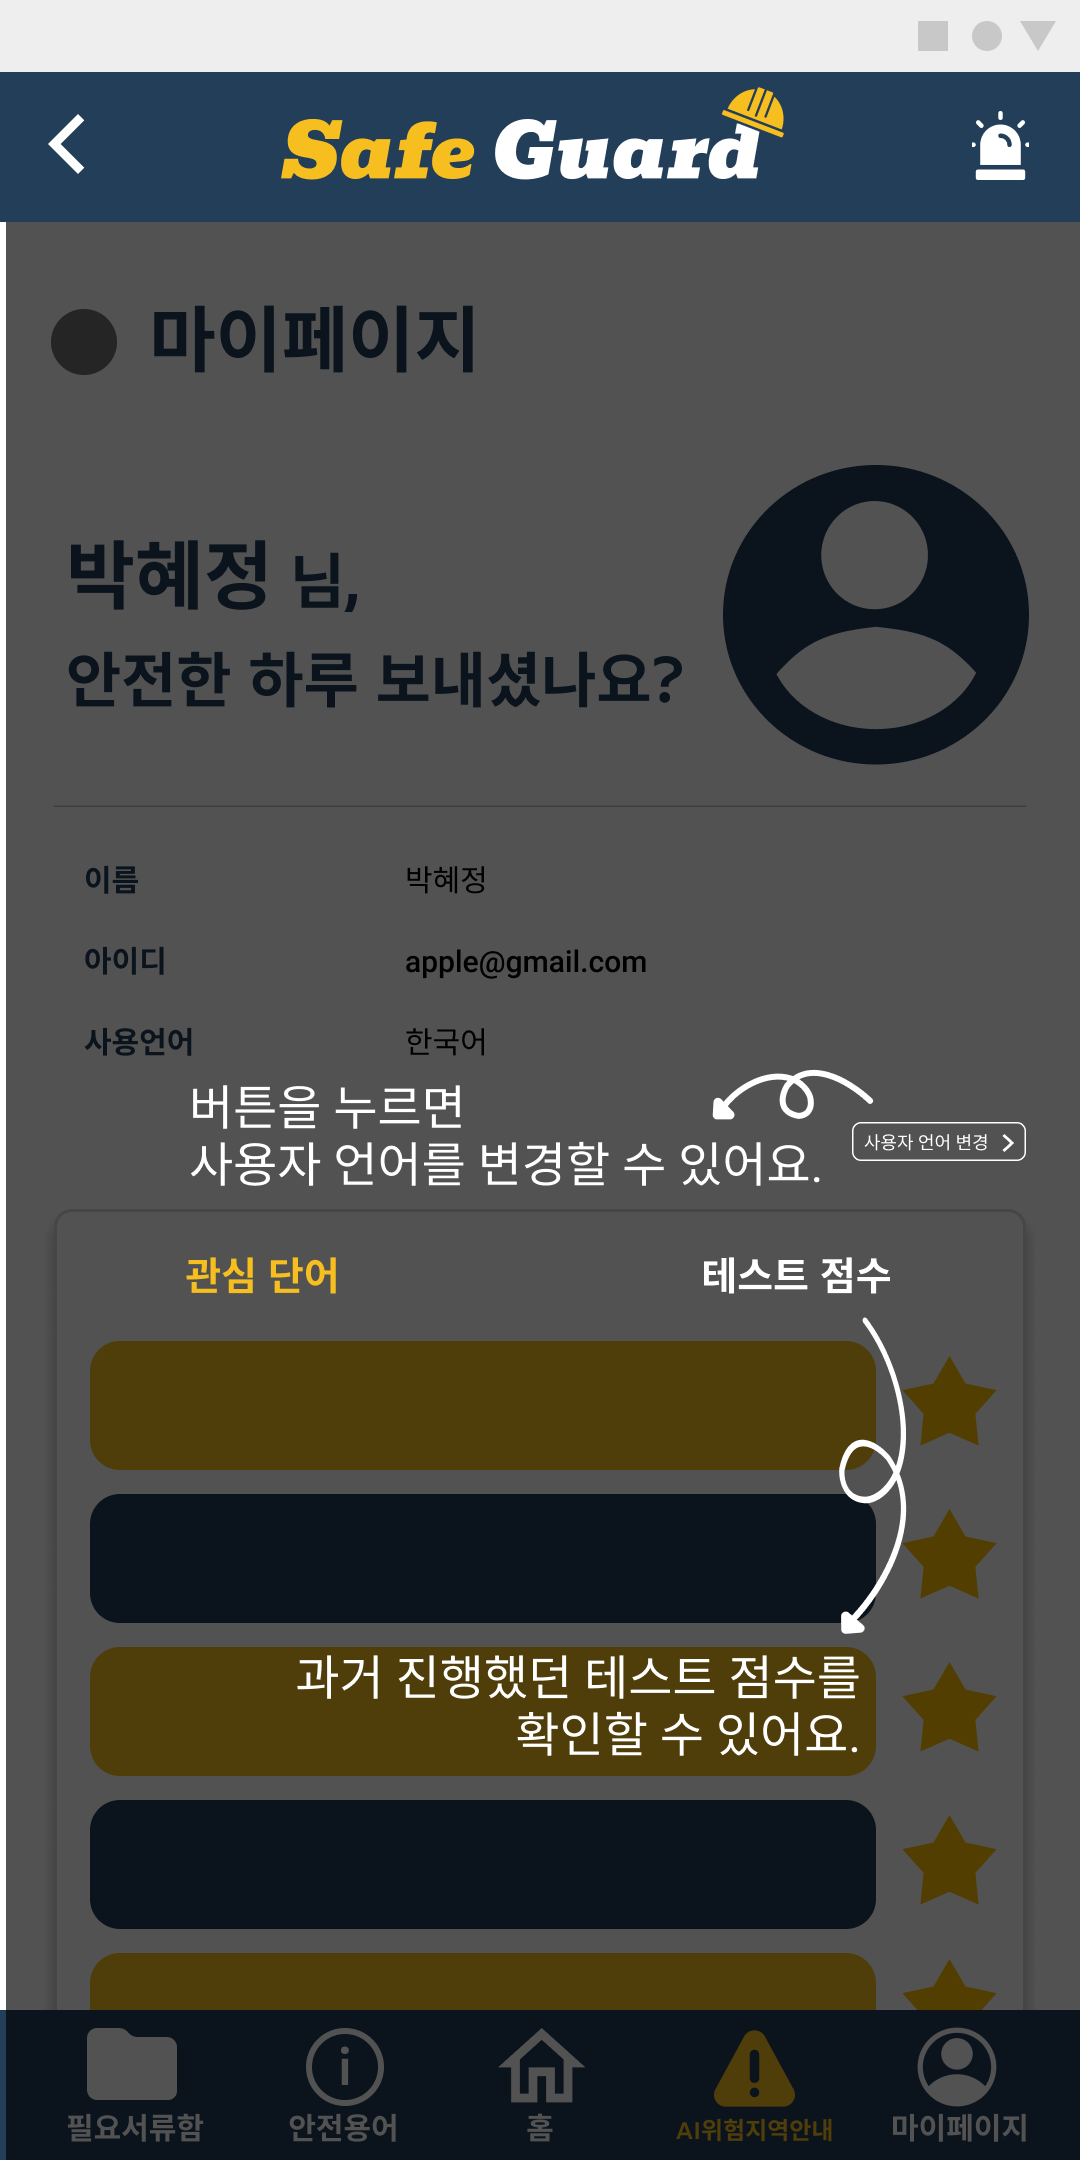 Safe Guard
마이페이지
박혜정 님,
안전한 하루 보내셨나요?
이름 박혜정
아이디 apple@gmail.com
사용언어 한국어
버튼을 누르면
사용자 언어를 변경할 수 있어요.
사용자 언어 변경
관심 단어 테스트 점수
과거 진행했던 테스트 점수를
확인할 수 있어요.
필요서류함 안전용어 홈 AI위험지역안내 마이페이지